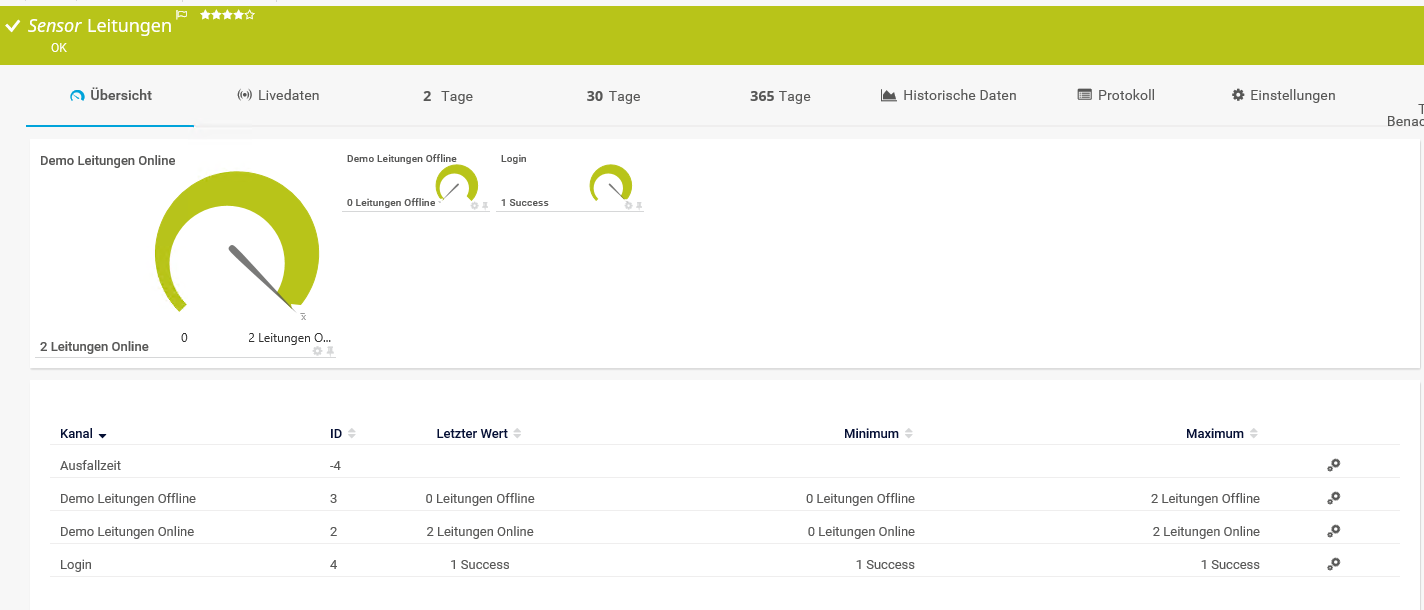 Sensor Leitungen
OK
Übersicht Livedaten 2 Tage 30 Tage 365 Tage Historische Daten Protokoll Einstellungen
Demo Leitungen Online
0 2 Leitungen O...
2 Leitungen Online
Demo Leitungen Offline
0 Leitungen Offline
Login
1 Success
Kanal ID Letzter Wert Minimum Maximum
Ausfallzeit -4
Demo Leitungen Offline 3 0 Leitungen Offline 0 Leitungen Offline 2 Leitungen Offline
Demo Leitungen Online 2 2 Leitungen Online 0 Leitungen Online 2 Leitungen Online
Login 4 1 Success 1 Success 1 Success